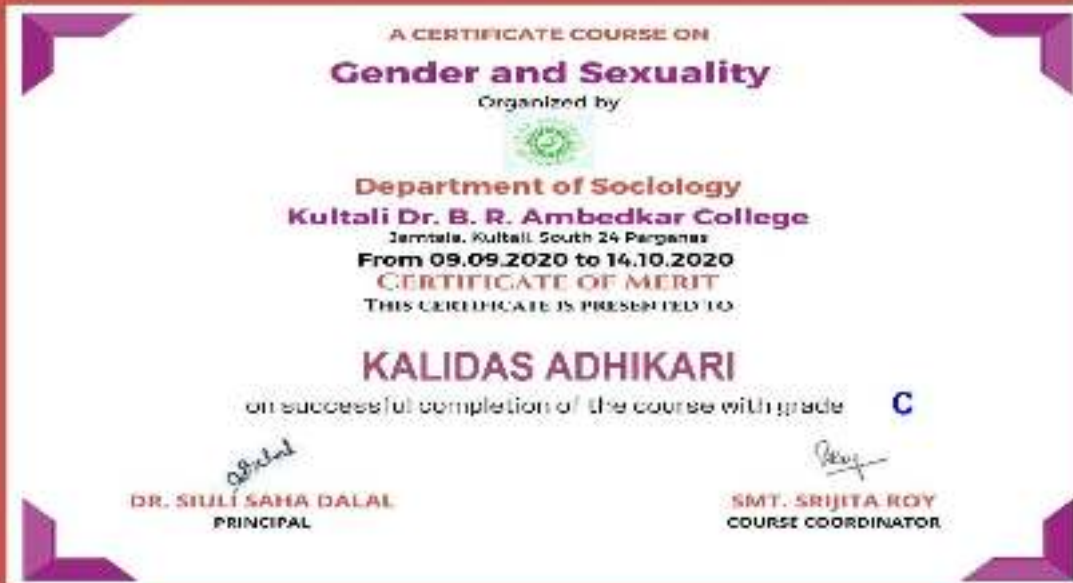 A CERTIFICATE COURSE ON
Gender and Sexuality
Organized by
Department of Sociology
Kultali Dr. B. R. Ambedkar College
Jamtala, Kultali, South 24 Parganas
From 09.09.2020 to 14.10.2020
CERTIFICATE OF MERIT
THIS CERTIFICATE IS PRESENTED TO
KALIDAS ADHIKARI
on successful completion of the course with grade C
DR. SIULI SAHA DALAL
PRINCIPAL
SMT. SRIJITA ROY
COURSE COORDINATOR